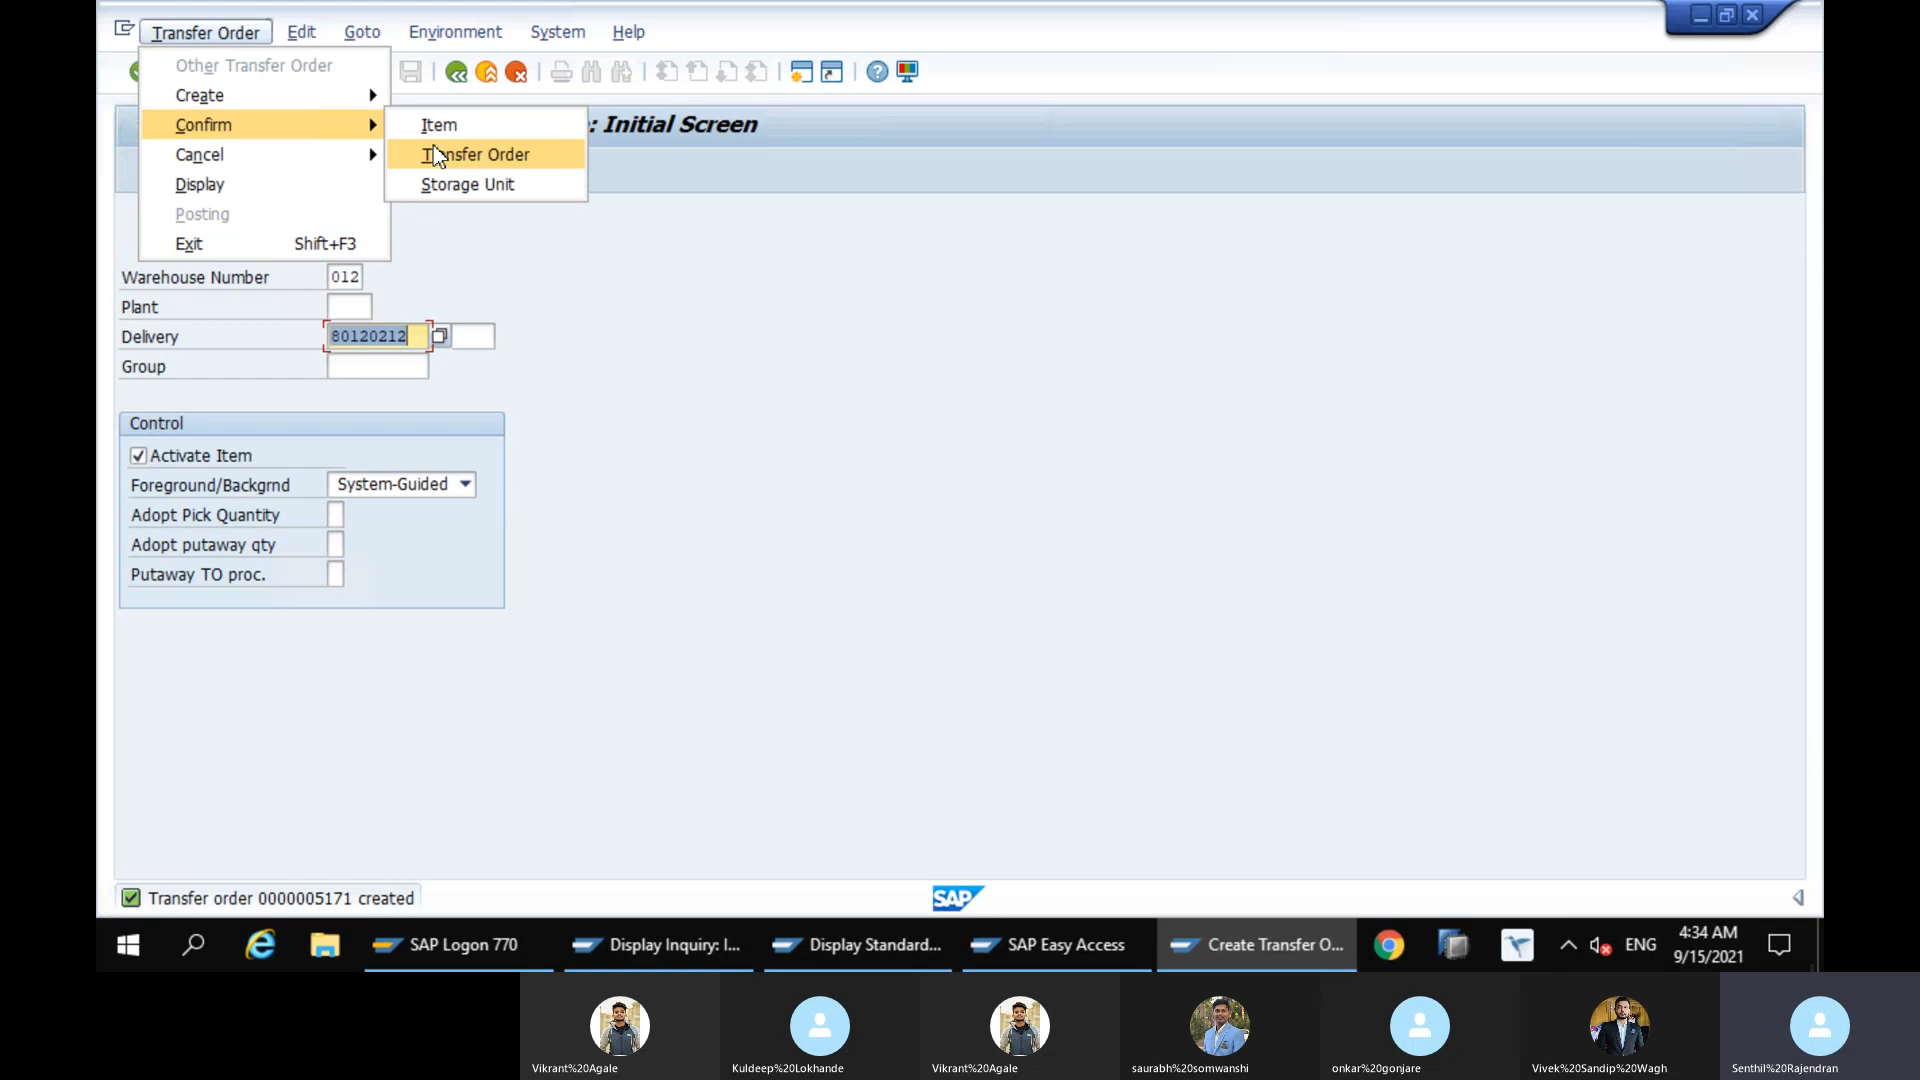 Transfer Order Edit Goto Environment System Help
Other Transfer Order
Create
Confirm
Cancel
Display
Posting
Exit Shift+F3
Item
Transfer Order
Storage Unit
: Initial Screen
Warehouse Number 012
Plant
Delivery 80120212
Group
Control
Activate Item
Foreground/Backgrnd System-Guided
Adopt Pick Quantity
Adopt putaway qty
Putaway TO proc.
Transfer order 0000005171 created
SAP
SAP Logon 770 Display Inquiry: I... Display Standard... SAP Easy Access Create Transfer O... ENG 4:34 AM
9/15/2021
Vikrant%20Agale Kuldeep%20Lokhande Vikrant%20Agale saurabh%20somwanshi onkar%20gonjare Vivek%20Sandip%20Wagh Senthil%20Rajendran